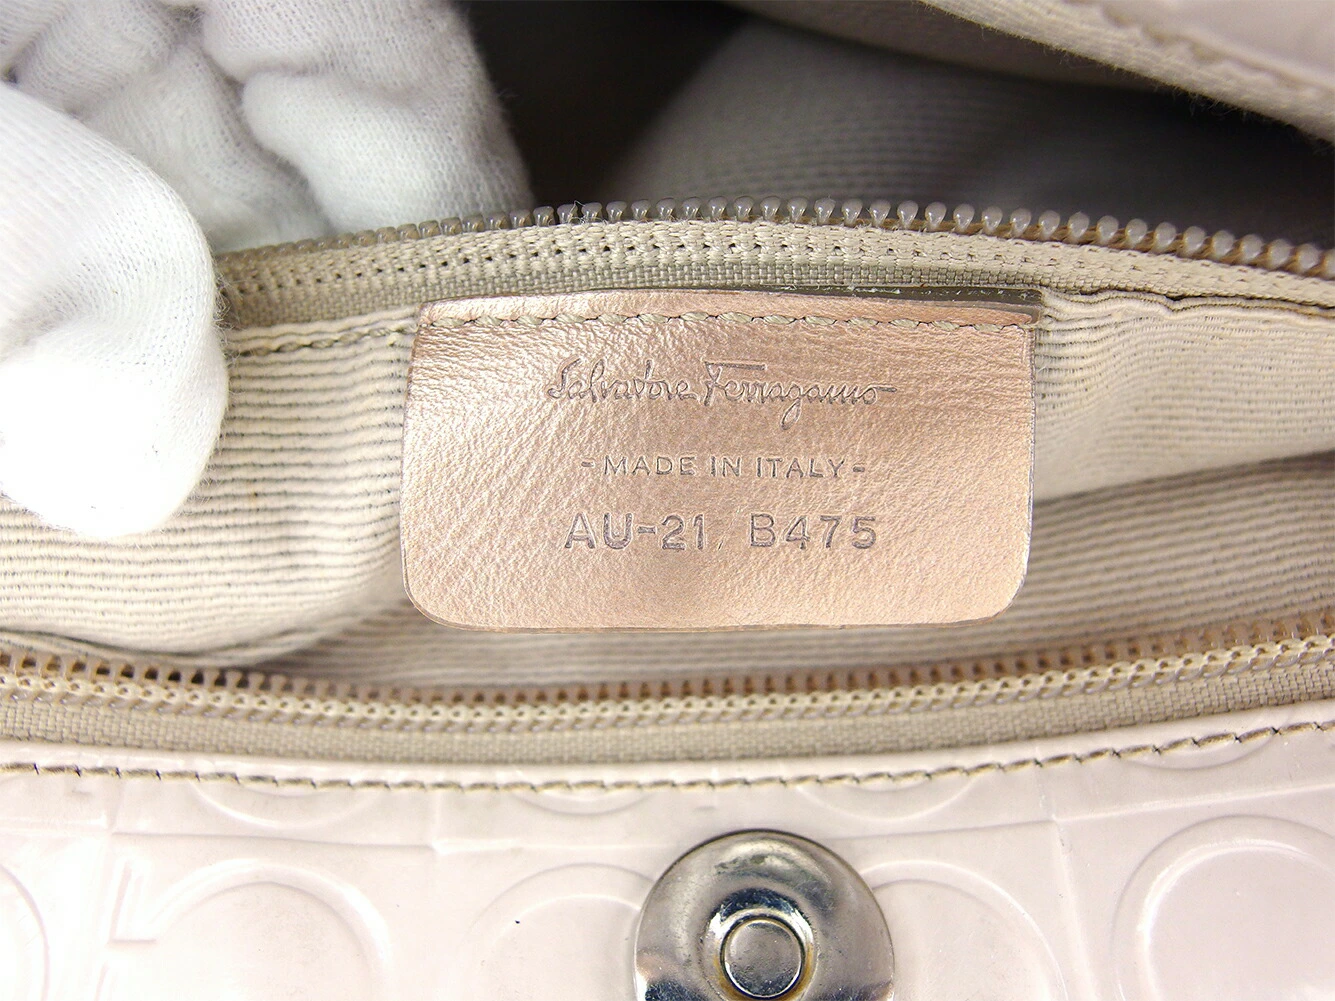 Salvatore Ferragamo
-MADE IN ITALY-
AU-21, B475